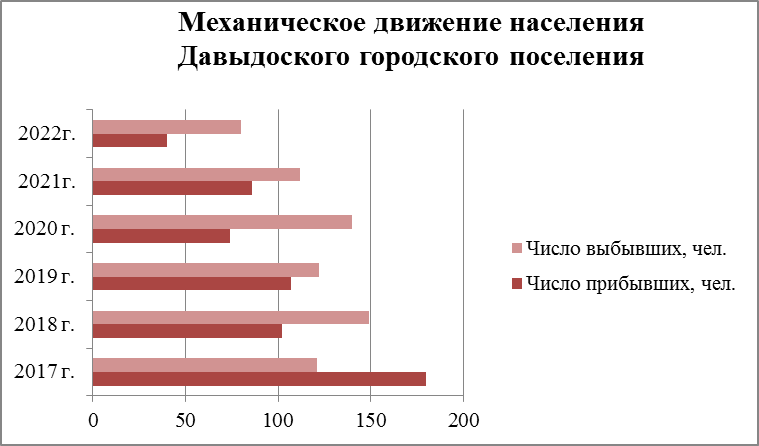 Механическое движение населения
Давыдоского городского поселения
2022г.
2021г.
2020 г.
2019 г.
2018 г.
2017 г.
0 50 100 150 200
Число выбывших, чел.
Число прибывших, чел.